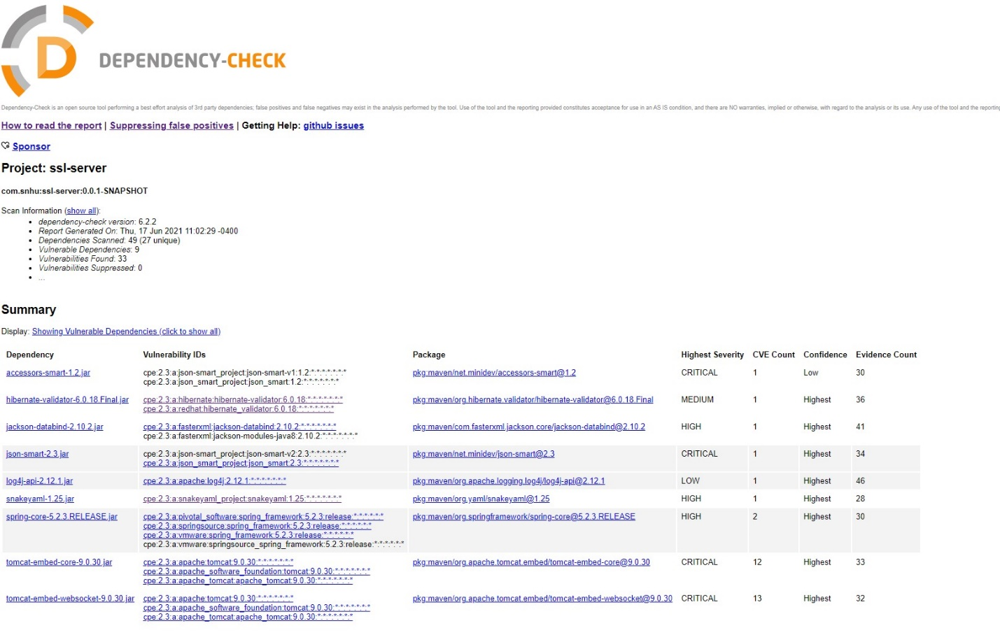 D
DEPENDENCY-CHECK
Dependency-Check is an open source tool performing a best effort analysis of 3rd party dependencies; false positives and false negatives may exist in the analysis performed by the tool. Use of the tool and the reporting provided constitutes acceptance for use in an AS IS condition, and there are NO warranties, implied or otherwise, with regard to the analysis or its use. Any use of the tool and the reporting
How to read the report | Suppressing false positives | Getting Help: github issues
Sponsor
Project: ssl-server
com.snhu:ssl-server:0.0.1-SNAPSHOT
Scan Information (show all):
• dependency-check version: 6.2.2
• Report Generated On: Thu, 17 Jun 2021 11:02:29 -0400
• Dependencies Scanned: 49 (27 unique)
• Vulnerable Dependencies: 9
• Vulnerabilities Found: 33
• Vulnerabilities Suppressed: 0
• ...
Summary
Display: Showing Vulnerable Dependencies (click to show all)
Dependency Vulnerability IDs Package Highest Severity CVE Count Confidence Evidence Count
accessors-smart-1.2.jar cpe:2.3:a:json-smart_project:json-smart-v1:1.2:*:*:*:*:*:*:* pkg:maven/net.minidev/accessors-smart@1.2 CRITICAL 1 Low 30
cpe:2.3:a:json_smart_project:json_smart:1.2:*:*:*:*:*:*:*
hibernate-validator-6.0.18.Final.jar cpe:2.3:a:hibernate:hibernate-validator:6.0.18:*:*:*:*:*:*:* pkg:maven/org.hibernate.validator/hibernate-validator@6.0.18.Final MEDIUM 1 Highest 36
cpe:2.3:a:redhat:hibernate_validator:6.0.18:*:*:*:*:*:*:*
jackson-databind-2.10.2.jar cpe:2.3:a:fasterxml:jackson-databind:2.10.2:*:*:*:*:*:*:* pkg:maven/com.fasterxml.jackson.core/jackson-databind@2.10.2 HIGH 1 Highest 41
cpe:2.3:a:fasterxml:jackson-modules-java8:2.10.2:*:*:*:*:*:*:*
json-smart-2.3.jar cpe:2.3:a:json-smart_project:json-smart-v2:2.3:*:*:*:*:*:*:* pkg:maven/net.minidev/json-smart@2.3 CRITICAL 1 Highest 34
cpe:2.3:a:json_smart_project:json_smart:2.3:*:*:*:*:*:*:*
log4j-api-2.12.1.jar cpe:2.3:a:apache:log4j:2.12.1:*:*:*:*:*:*:* pkg:maven/org.apache.logging.log4j/log4j-api@2.12.1 LOW 1 Highest 46
snakeyaml-1.25.jar cpe:2.3:a:snakeyaml_project:snakeyaml:1.25:*:*:*:*:*:*:* pkg:maven/org.yaml/snakeyaml@1.25 HIGH 1 Highest 28
spring-core-5.2.3.RELEASE.jar cpe:2.3:a:pivotal_software:spring_framework:5.2.3:release:*:*:*:*:*:* pkg:maven/org.springframework/spring-core@5.2.3.RELEASE HIGH 2 Highest 30
cpe:2.3:a:springsource:spring_framework:5.2.3:release:*:*:*:*:*:*
cpe:2.3:a:vmware:spring_framework:5.2.3:release:*:*:*:*:*:*
cpe:2.3:a:vmware:springsource_spring_framework:5.2.3:release:*:*:*:*:*:*
tomcat-embed-core-9.0.30.jar cpe:2.3:a:apache:tomcat:9.0.30:*:*:*:*:*:*:* pkg:maven/org.apache.tomcat.embed/tomcat-embed-core@9.0.30 CRITICAL 12 Highest 33
cpe:2.3:a:apache_software_foundation:tomcat:9.0.30:*:*:*:*:*:*:*
cpe:2.3:a:apache_tomcat:apache_tomcat:9.0.30:*:*:*:*:*:*:*
tomcat-embed-websocket-9.0.30.jar cpe:2.3:a:apache:tomcat:9.0.30:*:*:*:*:*:*:* pkg:maven/org.apache.tomcat.embed/tomcat-embed-websocket@9.0.30 CRITICAL 13 Highest 32
cpe:2.3:a:apache_software_foundation:tomcat:9.0.30:*:*:*:*:*:*:*
cpe:2.3:a:apache_tomcat:apache_tomcat:9.0.30:*:*:*:*:*:*:*